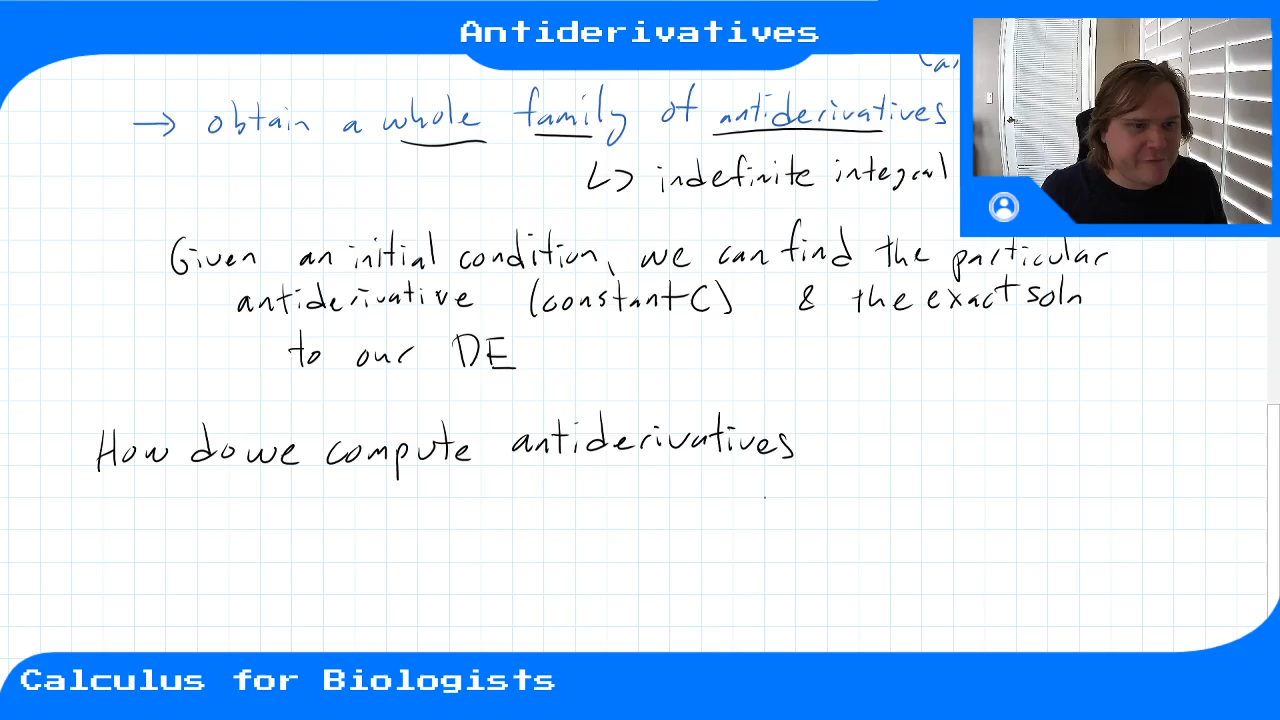 Antiderivatives
→ obtain a whole family of antiderivatives
↳ indefinite integral
Given an initial condition, we can find the particular
antiderivative (constant C) & the exact soln
to our DE
How do we compute antiderivatives
Calculus for Biologists